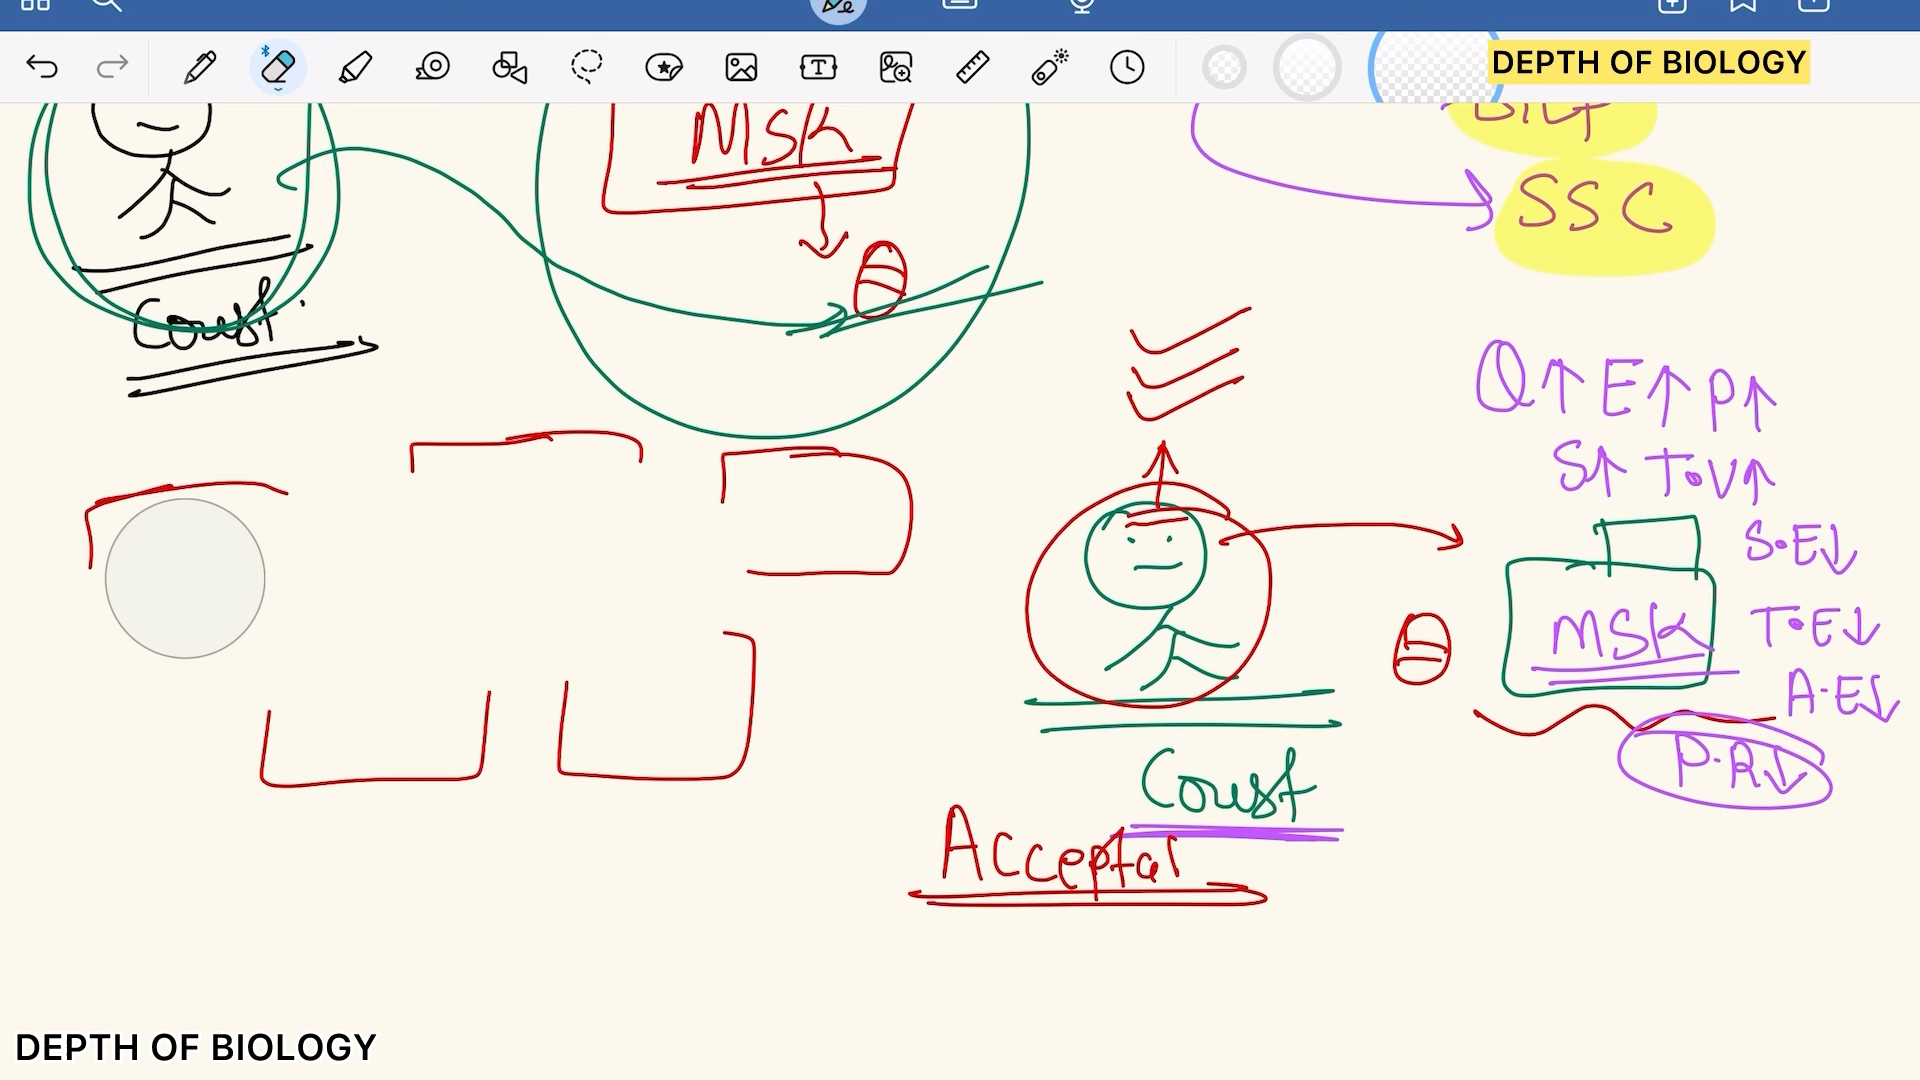 DEPTH OF BIOLOGY
MSK
SSC
Coust.
Q↑ E↑ P↑
S↑ T•V↑
S•E↓
MSK
T•E↓
A•E↓
P•R↓
Coust
Acceptal
DEPTH OF BIOLOGY